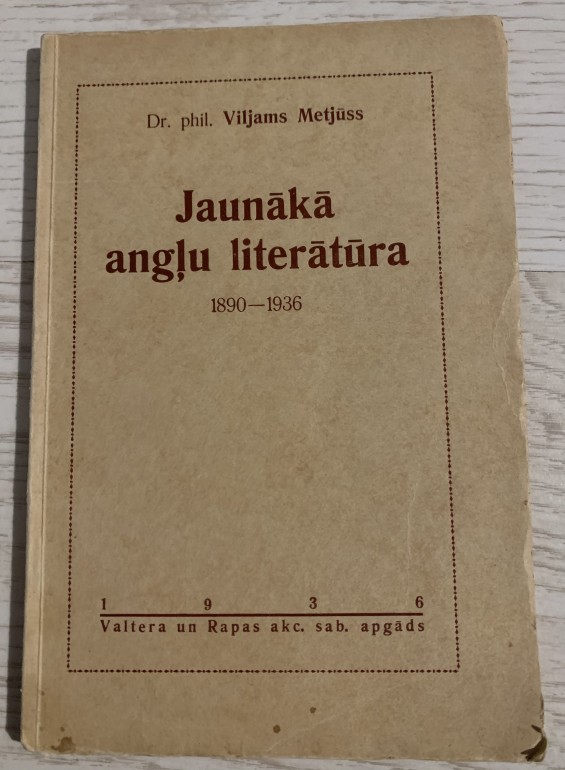 Dr. phil. Viljams Metjūss
Jaunākā
angļu literātūra
1890—1936
1 9 3 6
Valtera un Rapas akc. sab. apgāds